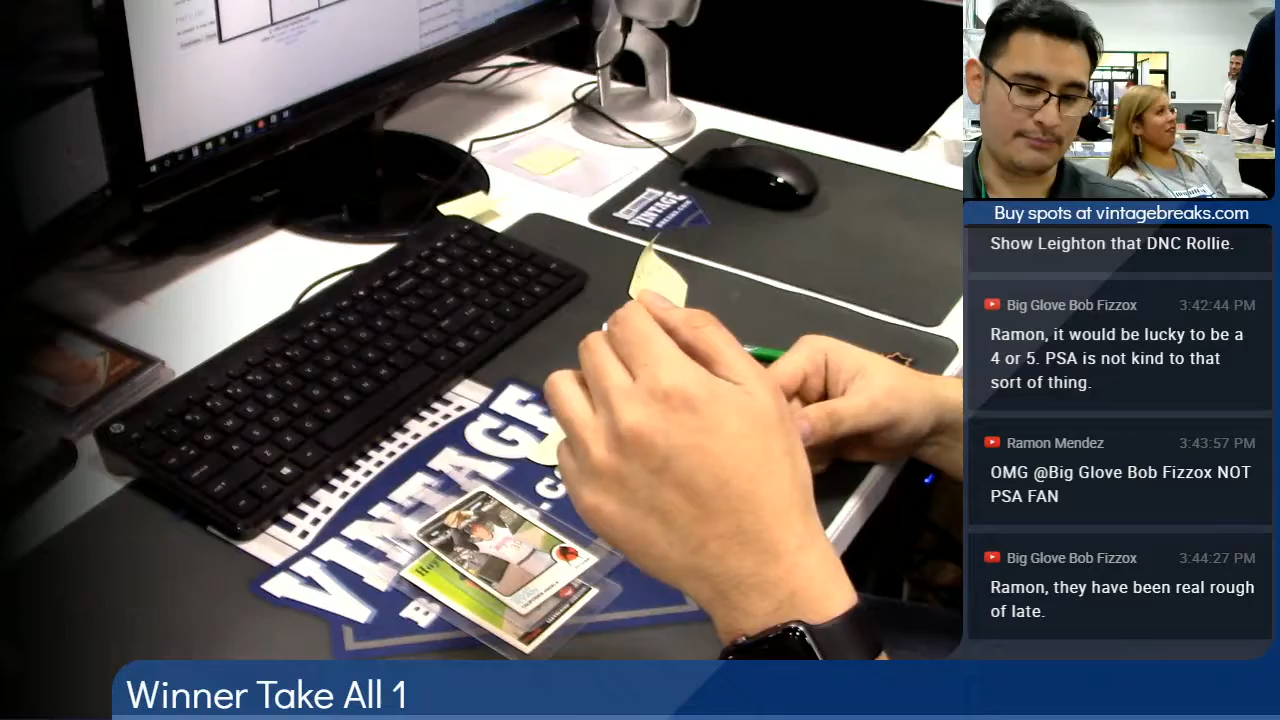 VINTAGE
VINTAGE
Buy spots at vintagebreaks.com
Show Leighton that DNC Rollie.
Big Glove Bob Fizzox 3:42:44 PM
Ramon, it would be lucky to be a
4 or 5. PSA is not kind to that
sort of thing.
Ramon Mendez 3:43:57 PM
OMG @Big Glove Bob Fizzox NOT
PSA FAN
Big Glove Bob Fizzox 3:44:27 PM
Ramon, they have been real rough
of late.
Winner Take All 1